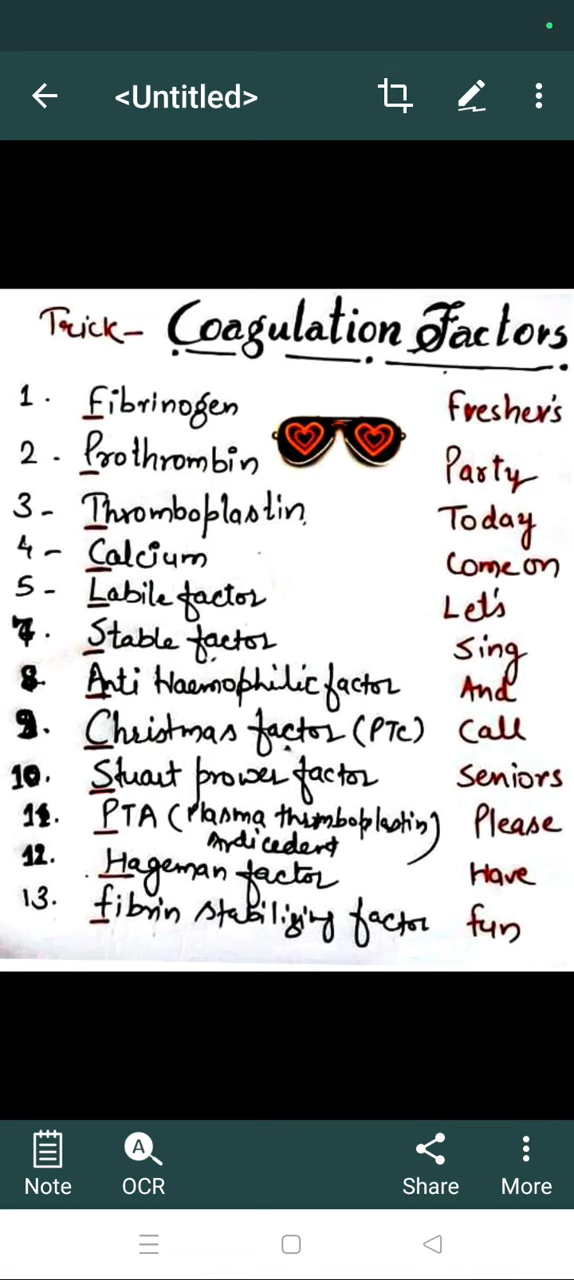 <Untitled>
Trick- Coagulation Factors
1. Fibrinogen Fresher's
2. Prothrombin Party
3- Thromboplastin Today
4- Calcium Come on
5- Labile factor Let's
7. Stable factor Sing
8. Anti Haemophilic factor And
9. Christmas factor (PTC) Call
10. Stuart prower factor Seniors
11. PTA (Plasma thromboplastin) Please
Anticedent
12. Hageman factor Have
13. fibrin stabilizing factor fun
Note OCR Share More